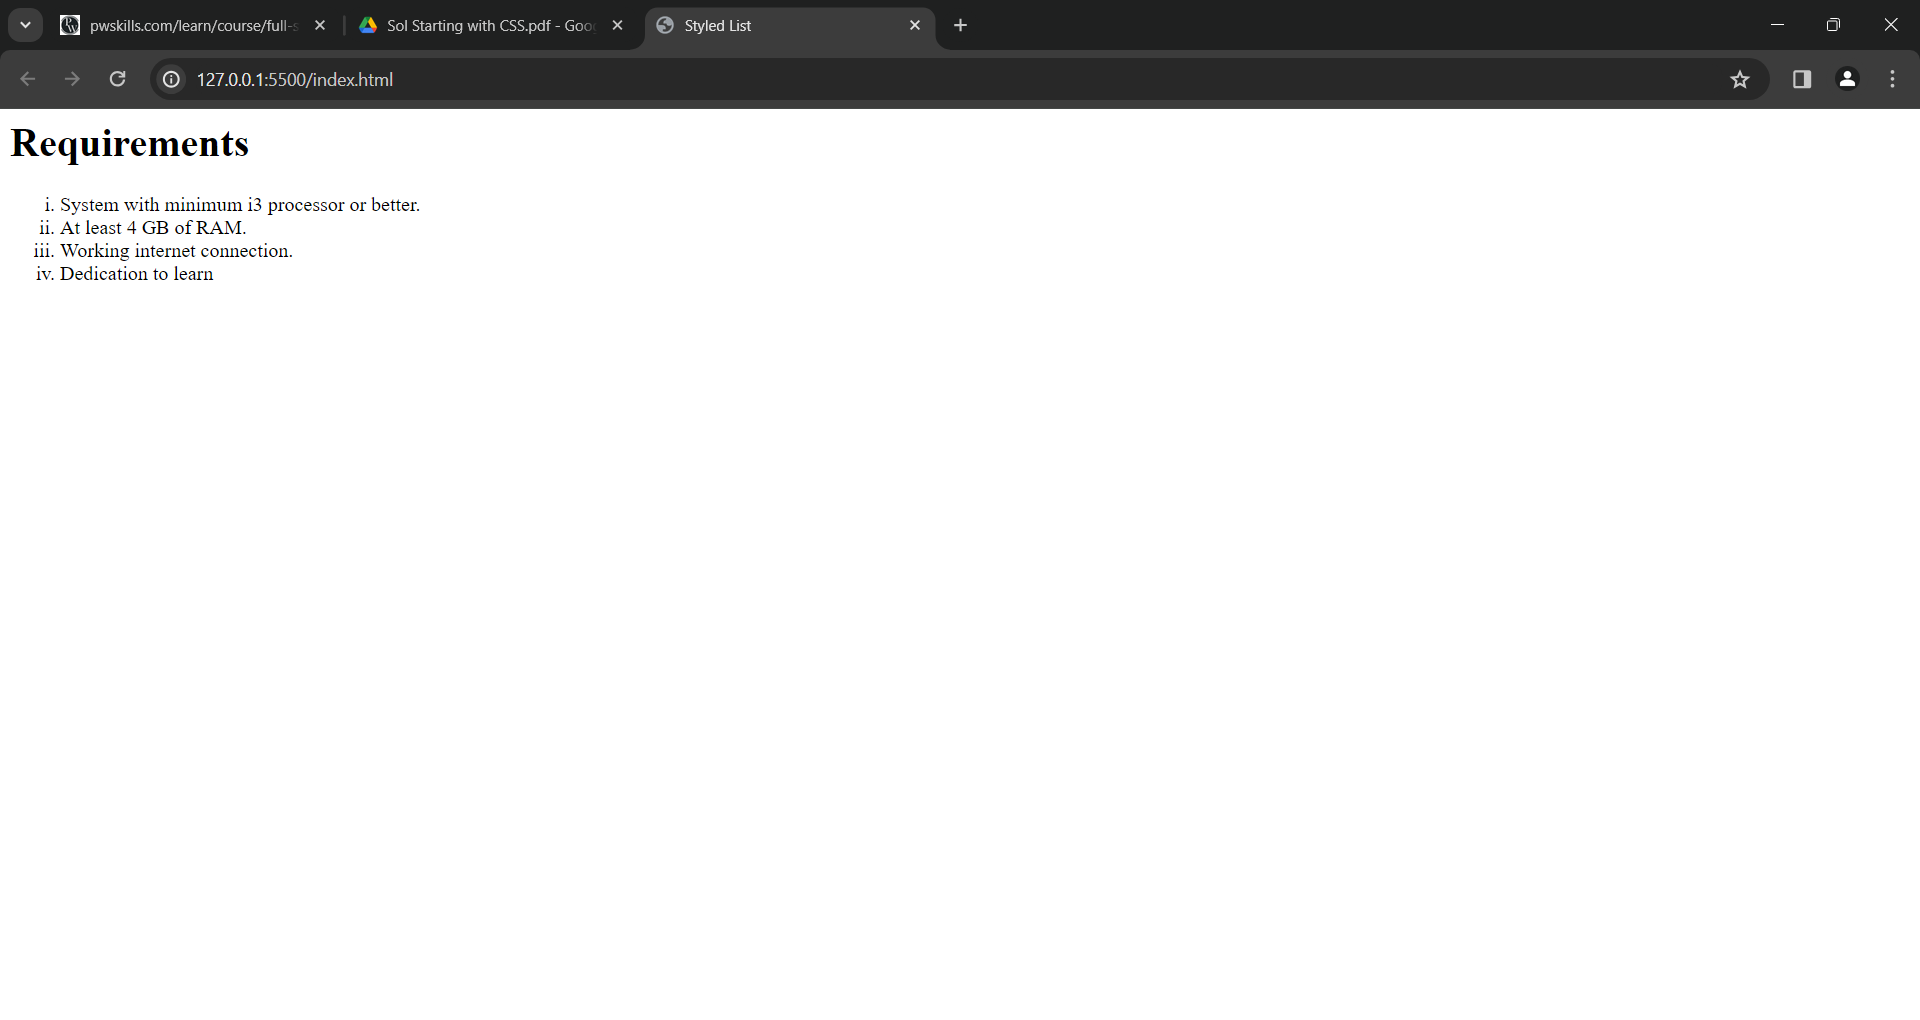 pwskills.com/learn/course/full-s
Sol Starting with CSS.pdf - Goo
Styled List
127.0.0.1:5500/index.html
Requirements
i. System with minimum i3 processor or better.
ii. At least 4 GB of RAM.
iii. Working internet connection.
iv. Dedication to learn